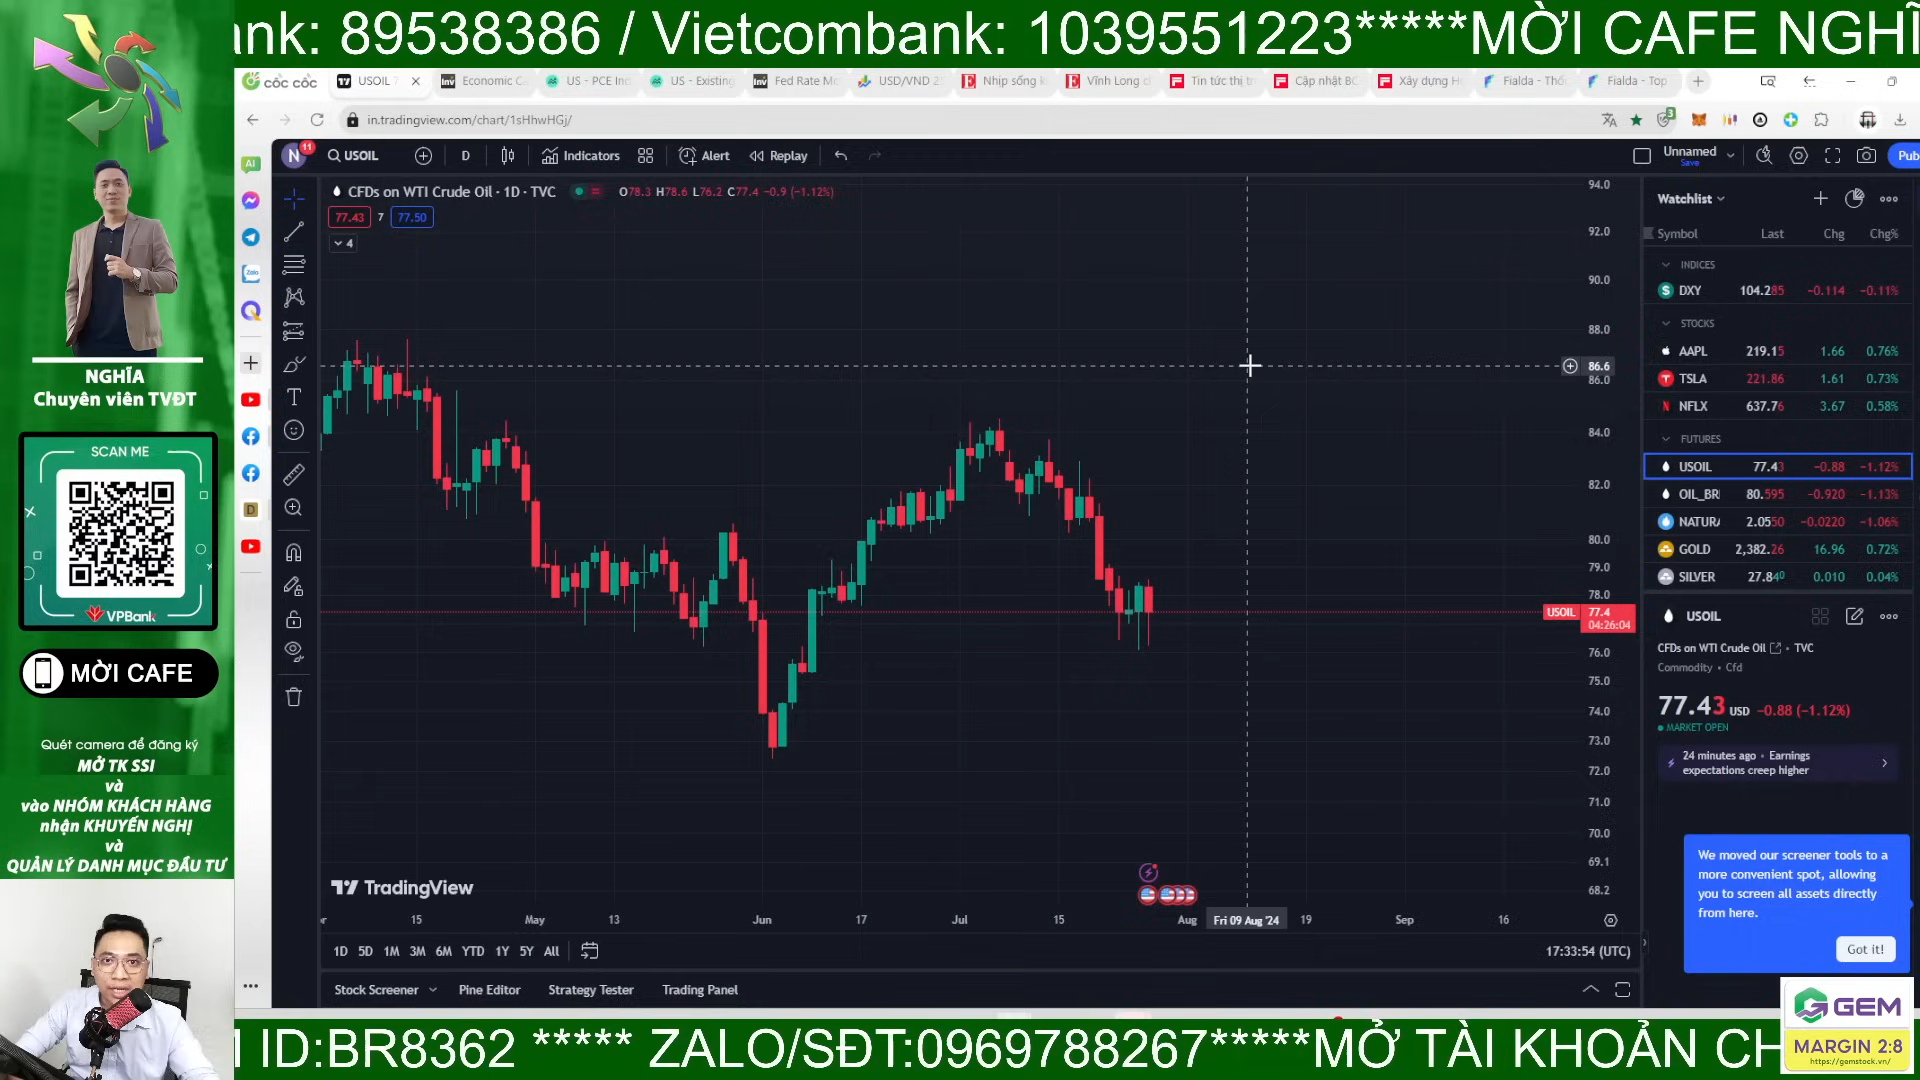 ank: 89538386 / Vietcombank: 1039551223*****MỜI CAFE NGHĨ
cốc cốc
USOIL 7
Economic Ca
US - PCE Inc
US - Existing
Fed Rate Mo
USD/VND 2
Nhịp sống k
Vĩnh Long c
Tin tức thị tr
Cập nhật BC
Xây dựng H
Fialda - Thố
Fialda - Top
in.tradingview.com/chart/1sHhwHGj/
3
N
11
USOIL
D
Indicators
Alert
Replay
Unnamed
Save
Pub
CFDs on WTI Crude Oil · 1D · TVC
O78.3 H78.6 L76.2 C77.4 −0.9 (−1.12%)
77.43
7
77.50
4
94.0
92.0
90.0
88.0
86.6
86.0
84.0
82.0
80.0
79.0
78.0
USOIL
77.4
04:26:04
76.0
75.0
74.0
73.0
72.0
71.0
70.0
69.1
68.2
TradingView
15
May
13
Jun
17
Jul
15
Aug
Fri 09 Aug '24
19
Sep
16
1D 5D 1M 3M 6M YTD 1Y 5Y All
17:33:54 (UTC)
Stock Screener
Pine Editor
Strategy Tester
Trading Panel
Watchlist
Symbol Last Chg Chg%
INDICES
DXY 104.285 −0.114 −0.11%
STOCKS
AAPL 219.15 1.66 0.76%
TSLA 221.86 1.61 0.73%
NFLX 637.76 3.67 0.58%
FUTURES
USOIL 77.43 −0.88 −1.12%
OIL_BR 80.595 −0.920 −1.13%
NATURA 2.0550 −0.0220 −1.06%
GOLD 2,382.26 16.96 0.72%
SILVER 27.840 0.010 0.04%
USOIL
CFDs on WTI Crude Oil • TVC
Commodity • Cfd
77.43 USD −0.88 (−1.12%)
MARKET OPEN
24 minutes ago • Earnings
expectations creep higher
We moved our screener tools to a
more convenient spot, allowing
you to screen all assets directly
from here.
Got it!
AI
Zalo
D
NGHĨA
Chuyên viên TVĐT
SCAN ME
VPBank
MỜI CAFE
Quét camera để đăng ký
MỞ TK SSI
và
vào NHÓM KHÁCH HÀNG
nhận KHUYẾN NGHỊ
và
QUẢN LÝ DANH MỤC ĐẦU TƯ
GEM
MARGIN 2:8
https://gemstock.vn/
M ID:BR8362 ***** ZALO/SĐT:0969788267*****MỞ TÀI KHOẢN CH